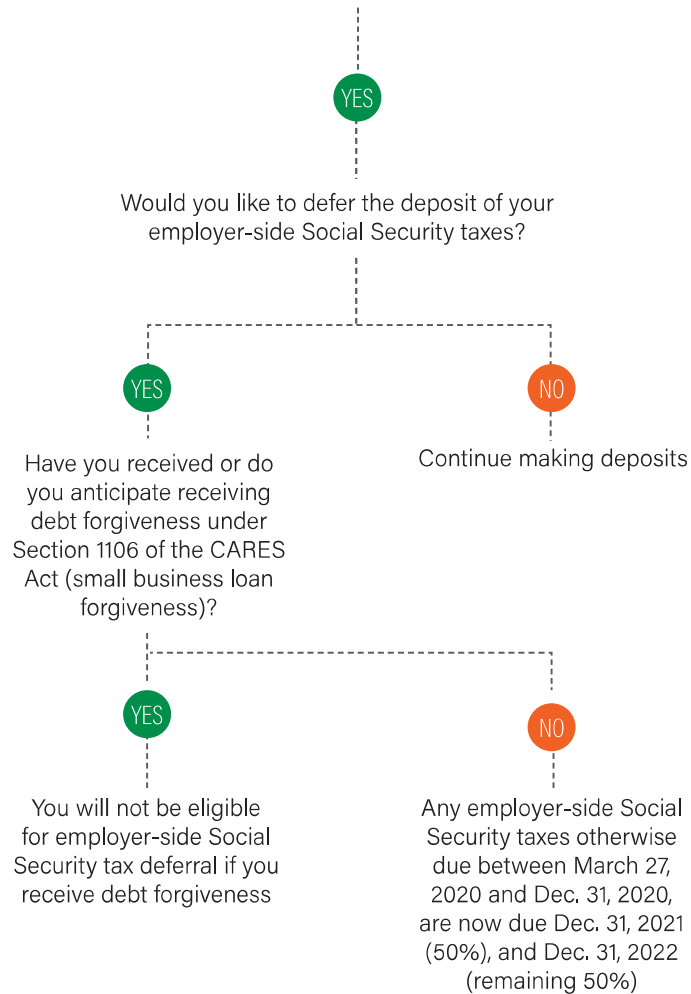 YES
Would you like to defer the deposit of your
employer-side Social Security taxes?
YES
NO
Have you received or do
you anticipate receiving
debt forgiveness under
Section 1106 of the CARES
Act (small business loan
forgiveness)?
Continue making deposits
YES
NO
You will not be eligible
for employer-side Social
Security tax deferral if you
receive debt forgiveness
Any employer-side Social
Security taxes otherwise
due between March 27,
2020 and Dec. 31, 2020,
are now due Dec. 31, 2021
(50%), and Dec. 31, 2022
(remaining 50%)